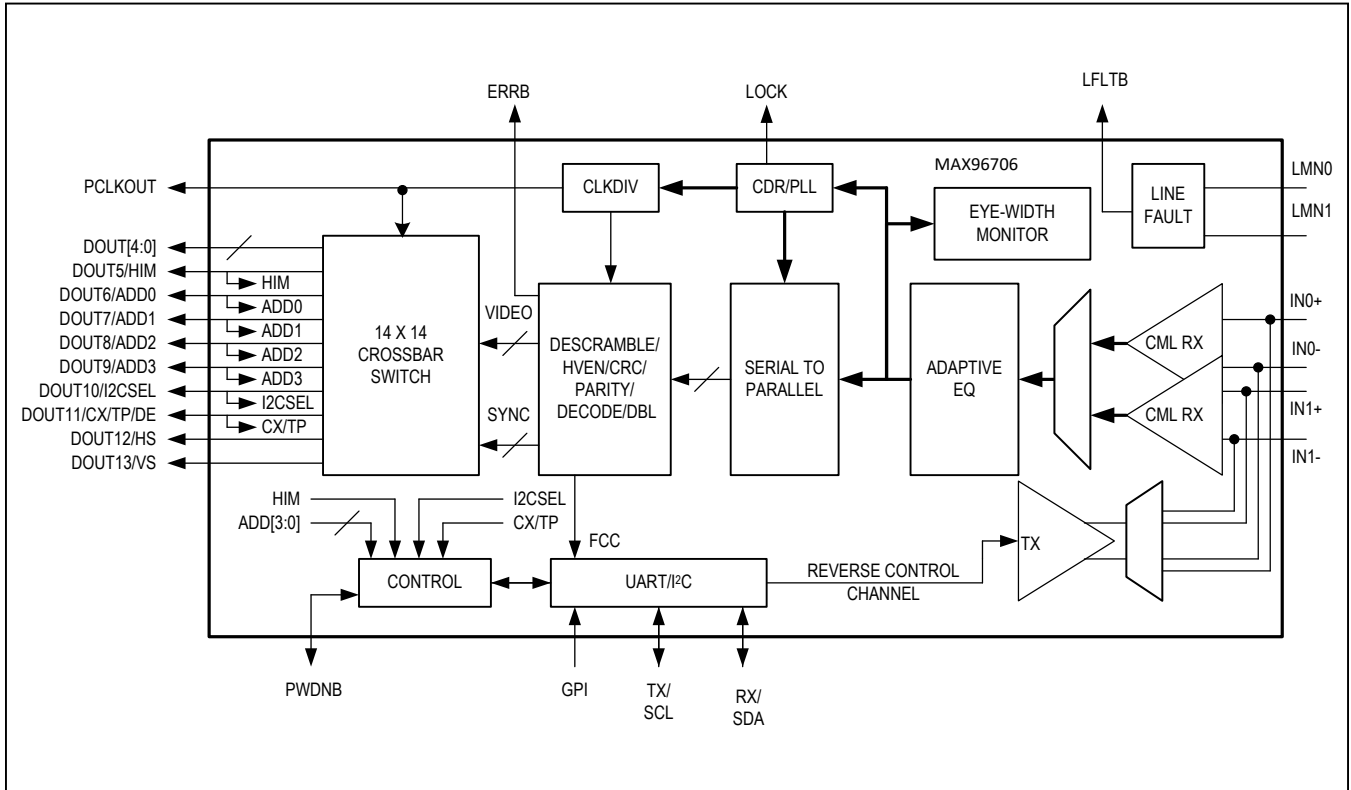 ERRB
LOCK
LFLTB
PCLKOUT
CLKDIV
CDR/PLL
MAX96706
EYE-WIDTH
MONITOR
LINE
FAULT
LMN0
LMN1
DOUT[4:0]
DOUT5/HIM
DOUT6/ADD0
DOUT7/ADD1
DOUT8/ADD2
DOUT9/ADD3
DOUT10/I2CSEL
DOUT11/CX/TP/DE
DOUT12/HS
DOUT13/VS
HIM
ADD0
ADD1
ADD2
ADD3
I2CSEL
CX/TP
14 X 14
CROSSBAR
SWITCH
VIDEO
SYNC
DESCRAMBLE/
HVEN/CRC/
PARITY/
DECODE/DBL
SERIAL TO
PARALLEL
ADAPTIVE
EQ
CML RX
CML RX
IN0+
IN0-
IN1+
IN1-
HIM
ADD[3:0]
I2CSEL
CX/TP
FCC
CONTROL
UART/I²C
REVERSE CONTROL
CHANNEL
TX
PWDNB
GPI
TX/
SCL
RX/
SDA